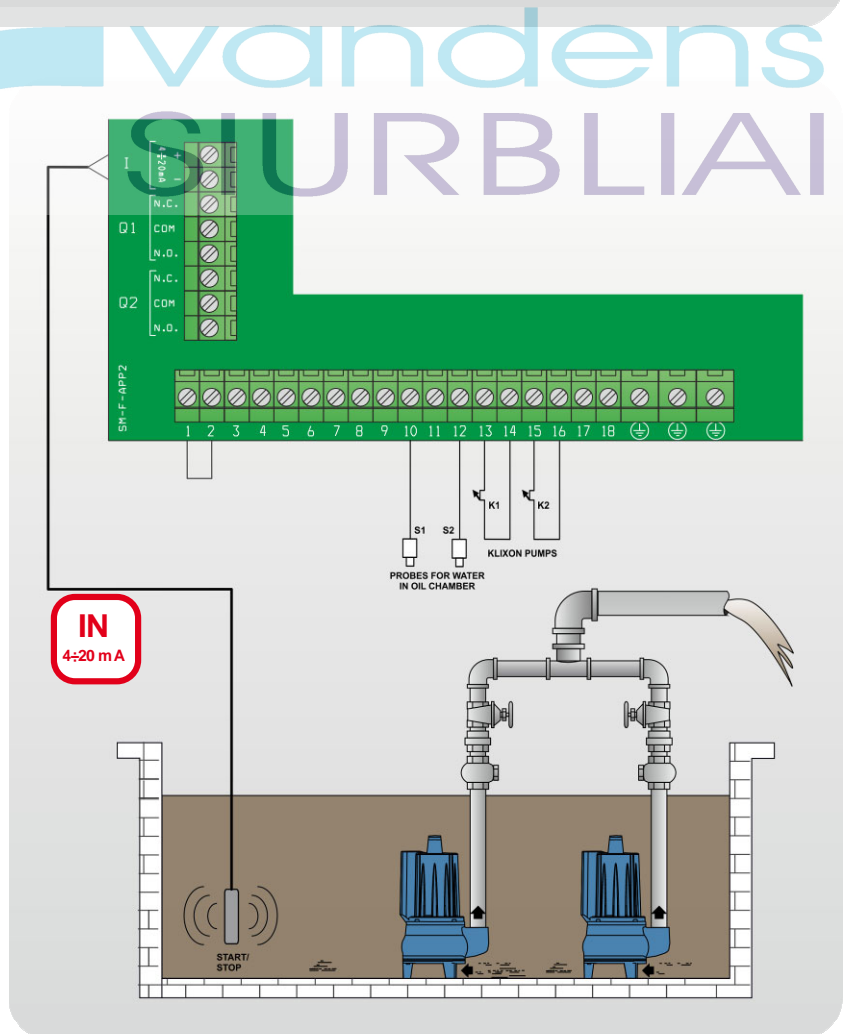 vandens
SIURBLIAI
I
4÷20mA
+
-
N.C.
Q1 COM
N.O.
N.C.
Q2 COM
N.O.
SM-F-APP2
1 2 3 4 5 6 7 8 9 10 11 12 13 14 15 16 17 18
K1
K2
S1
S2
KLIXON PUMPS
PROBES FOR WATER
IN OIL CHAMBER
IN
4÷20 mA
START/
STOP